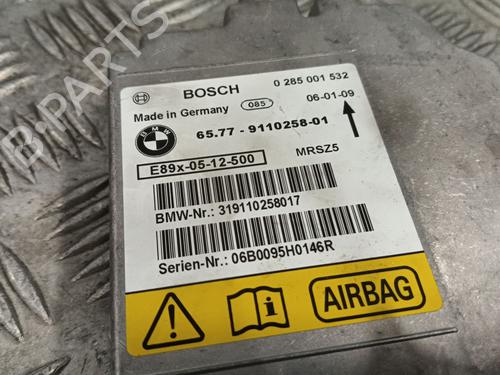 BOSCH 0 285 001 532
Made in Germany 085 06-01-09
BMW 65.77 - 9110258-01
E89x-05-12-500 MRSZ5
BMW-Nr.: 319110258017
Serien-Nr.: 06B0095H0146R
AIRBAG
B-PARTS